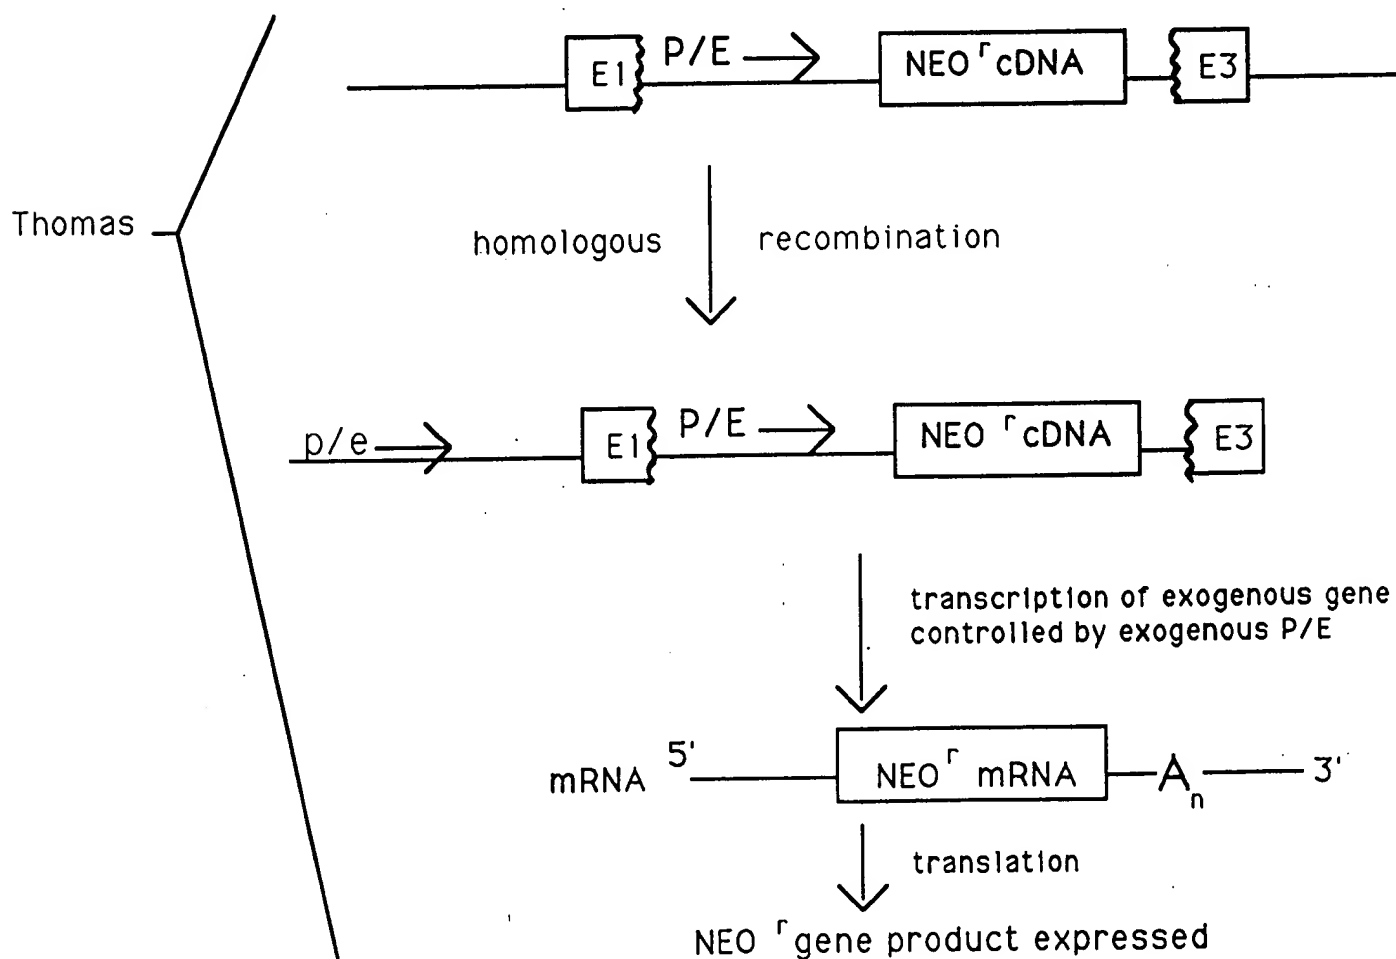 E1 P/E NEO r cDNA E3
Thomas
homologous recombination
p/e E1 P/E NEO r cDNA E3
transcription of exogenous gene
controlled by exogenous P/E
mRNA 5' NEO r mRNA An 3'
translation
NEO r gene product expressed